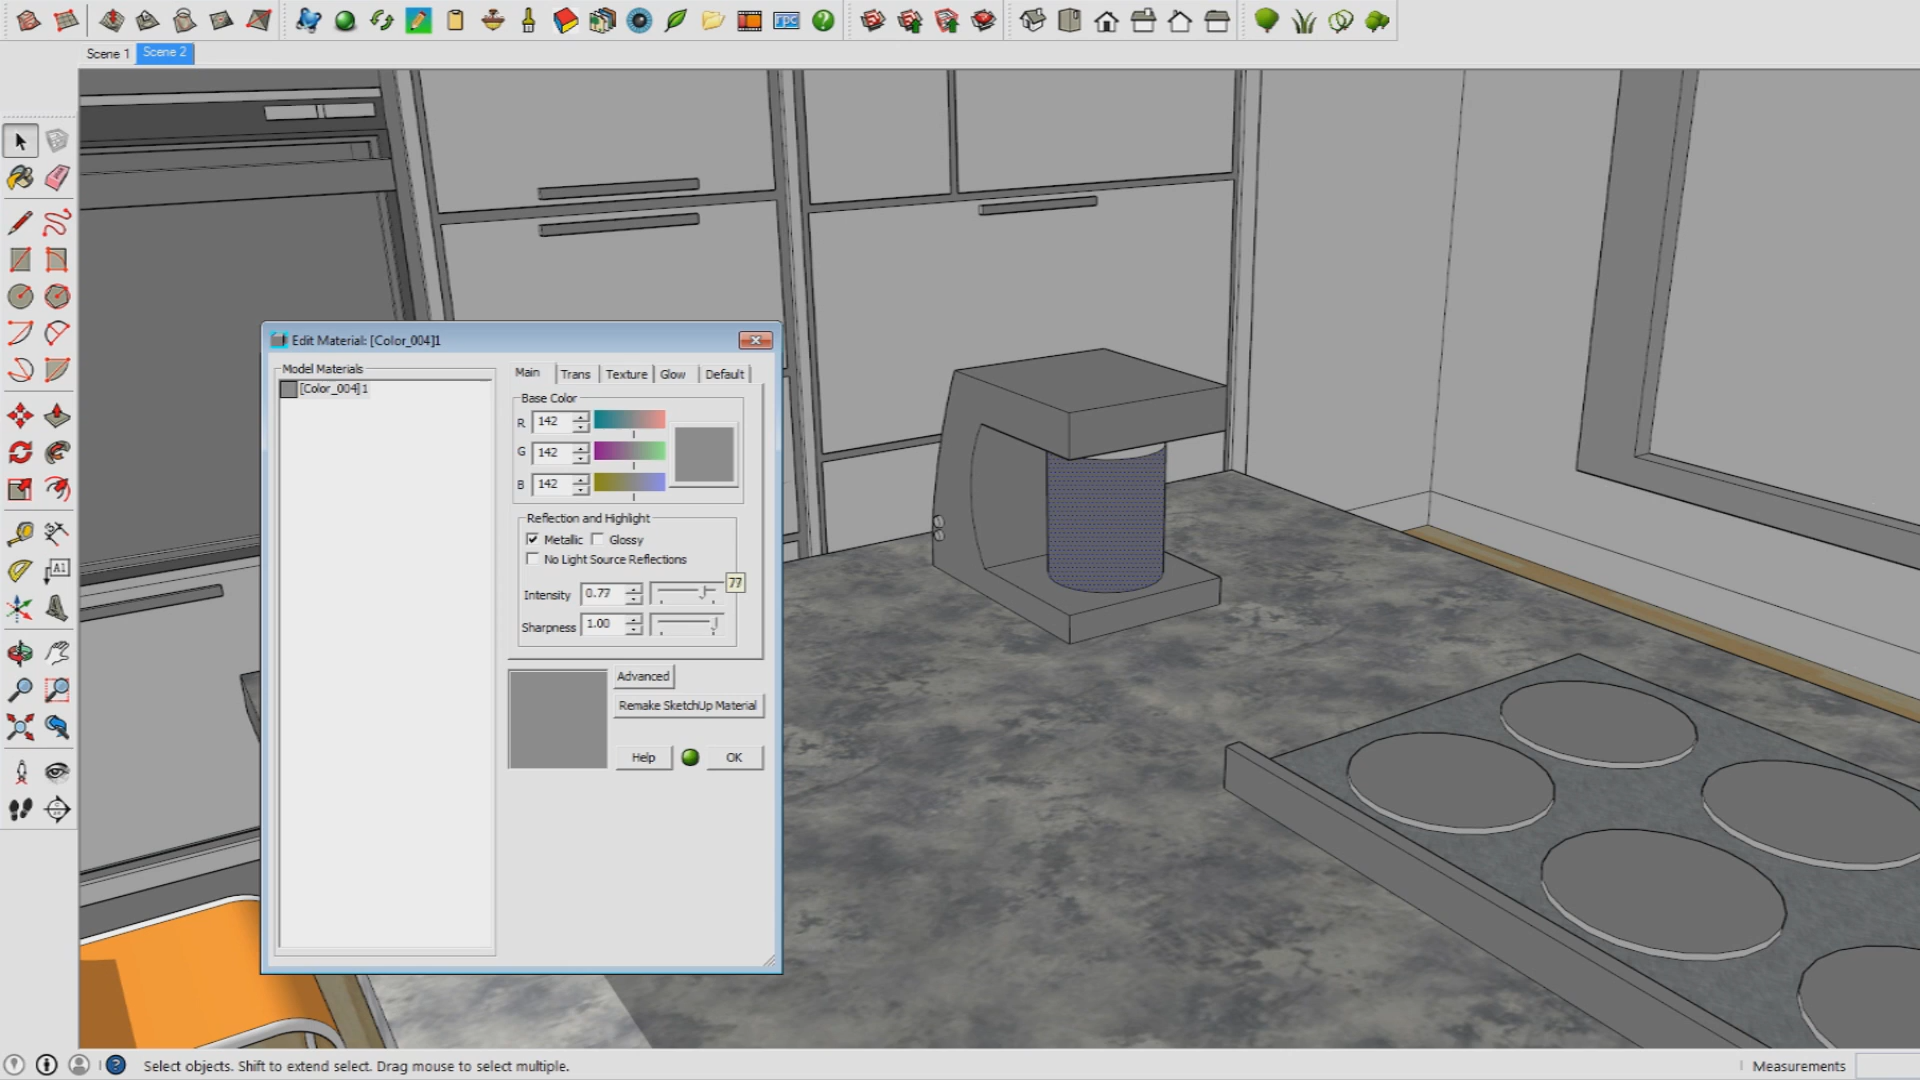 rpc
Scene 1
Scene 2
Edit Material: [Color_004]1
Model Materials
[Color_004]1
Main
Trans
Texture
Glow
Default
Base Color
R 142
G 142
B 142
Reflection and Highlight
Metallic
Glossy
No Light Source Reflections
77
Intensity 0.77
Sharpness 1.00
Advanced
Remake SketchUp Material
Help
OK
A1
Select objects. Shift to extend select. Drag mouse to select multiple.
Measurements